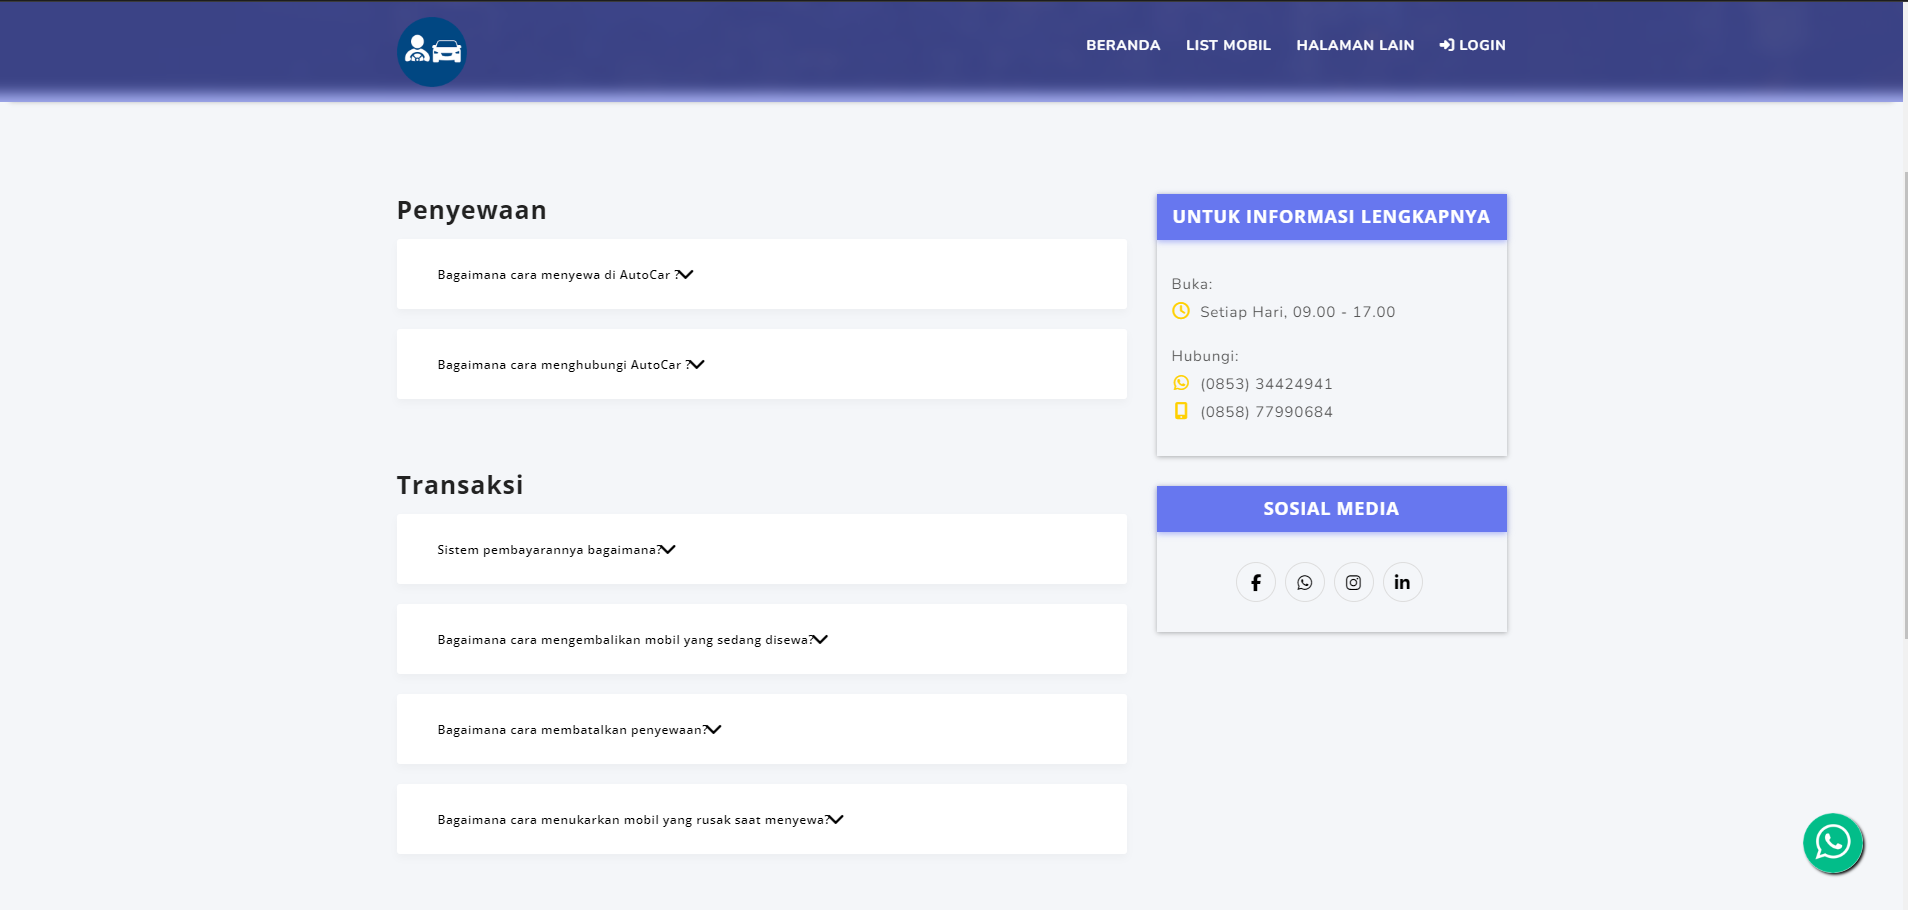 BERANDA LIST MOBIL HALAMAN LAIN LOGIN
Penyewaan
Bagaimana cara menyewa di AutoCar ?
Bagaimana cara menghubungi AutoCar ?
Transaksi
Sistem pembayarannya bagaimana?
Bagaimana cara mengembalikan mobil yang sedang disewa?
Bagaimana cara membatalkan penyewaan?
Bagaimana cara menukarkan mobil yang rusak saat menyewa?
UNTUK INFORMASI LENGKAPNYA
Buka:
Setiap Hari, 09.00 - 17.00
Hubungi:
(0853) 34424941
(0858) 77990684
SOSIAL MEDIA